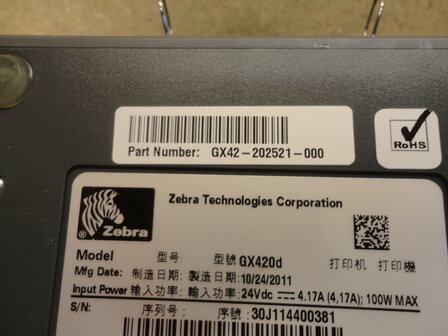 Part Number: GX42-202521-000
RoHS
Zebra Technologies Corporation
Zebra
Model 型号: 型號 GX420d 打印机 打印機
Mfg Date: 制造日期: 製造日期: 10/24/2011
Input Power 输入功率: 輸入功率: 24Vdc 4.17A (4,17A); 100W MAX
S/N: 序列号: 序號: 30J114400381